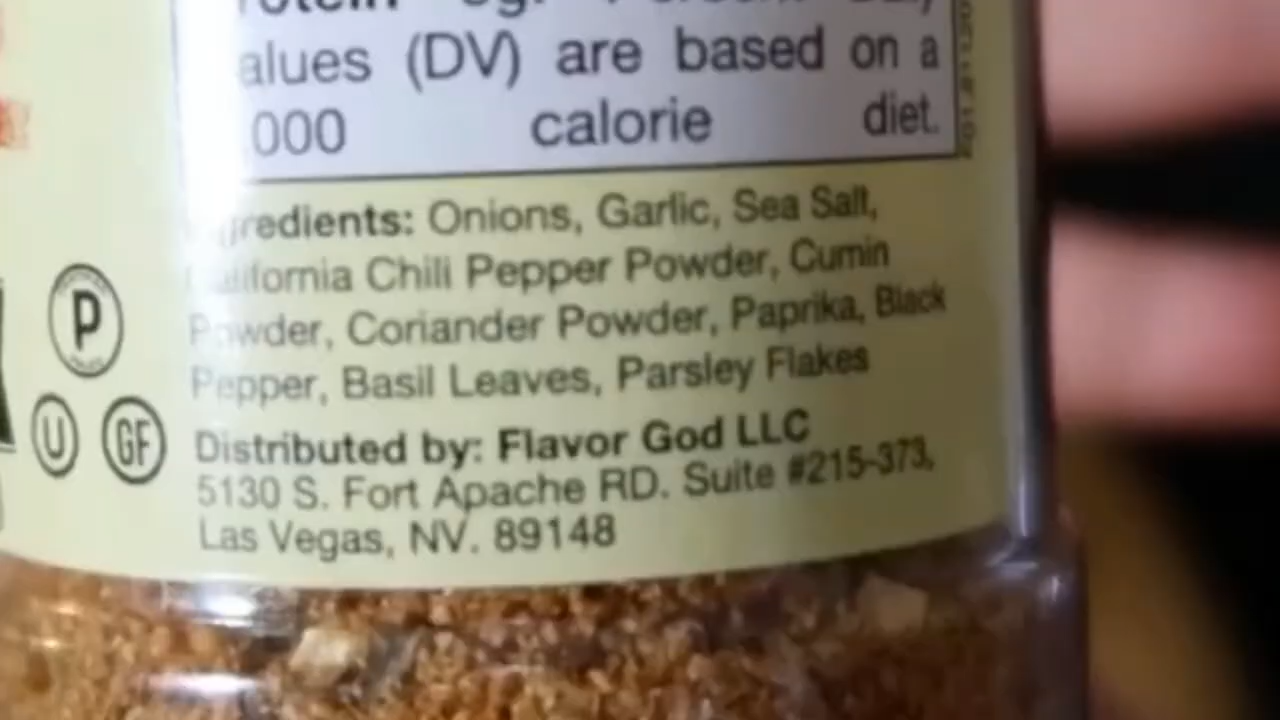 alues (DV) are based on a
000 calorie diet.
Ingredients: Onions, Garlic, Sea Salt,
California Chili Pepper Powder, Cumin
Powder, Coriander Powder, Paprika, Black
Pepper, Basil Leaves, Parsley Flakes
P
U GF
Distributed by: Flavor God LLC
5130 S. Fort Apache RD. Suite #215-373,
Las Vegas, NV. 89148